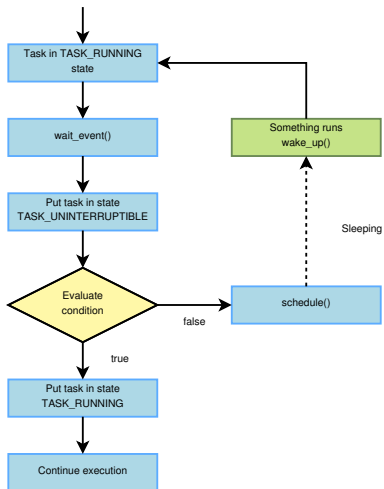 Task in TASK_RUNNING
state
wait_event()
Something runs
wake_up()
Put task in state
TASK_UNINTERRUPTIBLE
Sleeping
Evaluate
condition
schedule()
false
true
Put task in state
TASK_RUNNING
Continue execution